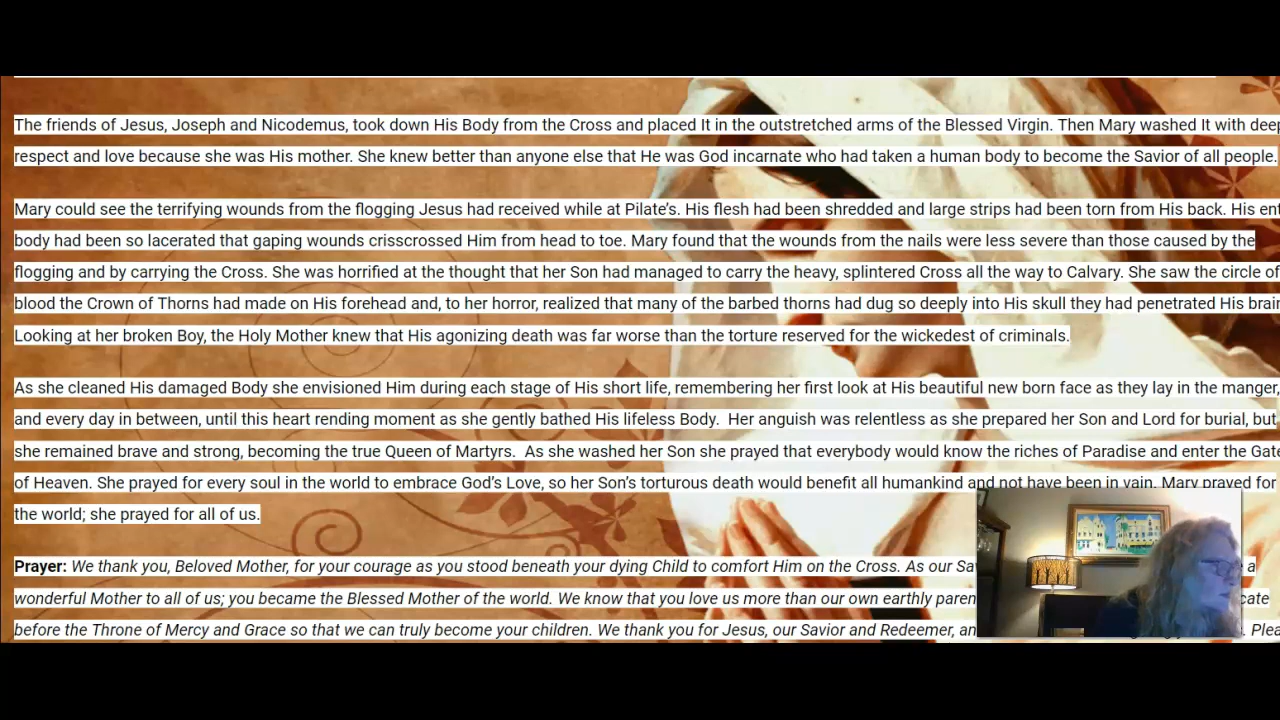 The friends of Jesus, Joseph and Nicodemus, took down His Body from the Cross and placed It in the outstretched arms of the Blessed Virgin. Then Mary washed It with deep
respect and love because she was His mother. She knew better than anyone else that He was God incarnate who had taken a human body to become the Savior of all people.
Mary could see the terrifying wounds from the flogging Jesus had received while at Pilate's. His flesh had been shredded and large strips had been torn from His back. His
body had been so lacerated that gaping wounds crisscrossed Him from head to toe. Mary found that the wounds from the nails were less severe than those caused by the
flogging and by carrying the Cross. She was horrified at the thought that her Son had managed to carry the heavy, splintered Cross all the way to Calvary. She saw the circle of
blood the Crown of Thorns had made on His forehead and, to her horror, realized that many of the barbed thorns had dug so deeply into His skull they had penetrated His brain
Looking at her broken Boy, the Holy Mother knew that His agonizing death was far worse than the torture reserved for the wickedest of criminals.
As she cleaned His damaged Body she envisioned Him during each stage of His short life, remembering her first look at His beautiful new born face as they lay in the manger,
and every day in between, until this heart rending moment as she gently bathed His lifeless Body. Her anguish was relentless as she prepared her Son and Lord for burial, but
she remained brave and strong, becoming the true Queen of Martyrs. As she washed her Son she prayed that everybody would know the riches of Paradise and enter the Gate
of Heaven. She prayed for every soul in the world to embrace God's Love, so her Son's torturous death would benefit all humankind and not have been in vain. Mary prayed for
the world; she prayed for all of us.
Prayer: We thank you, Beloved Mother, for your courage as you stood beneath your dying Child to comfort Him on the Cross. As our a
wonderful Mother to all of us; you became the Blessed Mother of the world. We know that you love us more than our own earthly
before the Throne of Mercy and Grace so that we can truly become your children. We thank you for Jesus, our Savior and Redeemer,